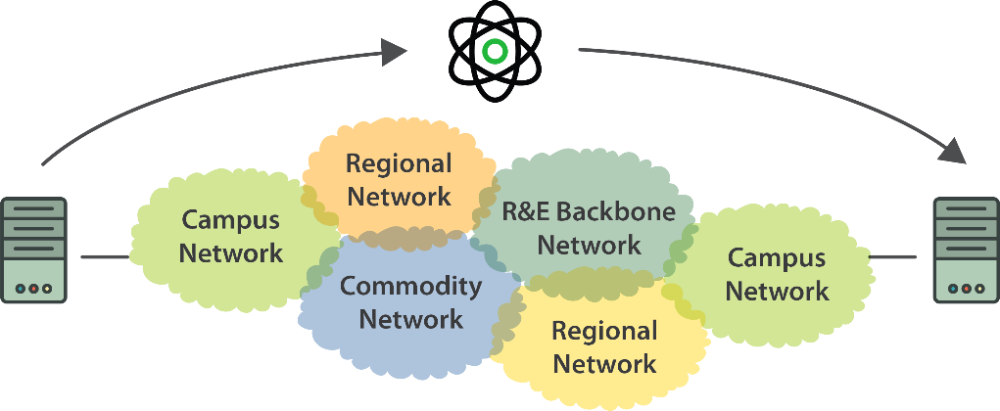 Regional
Network
Campus
Network
R&E Backbone
Network
Commodity
Network
Campus
Network
Regional
Network